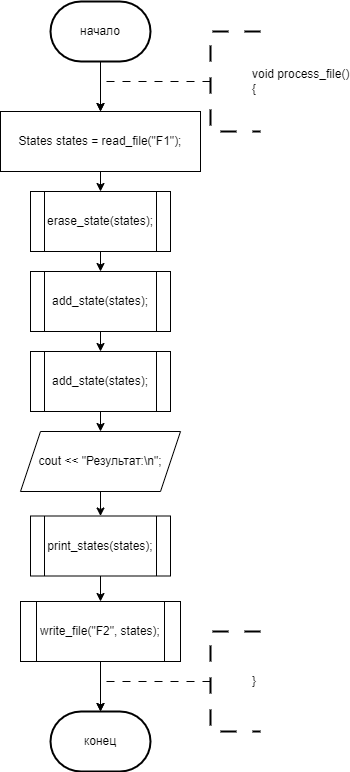 начало
void process_file()
{
States states = read_file("F1");
erase_state(states);
add_state(states);
add_state(states);
cout << "Результат:\n";
print_states(states);
write_file("F2", states);
}
конец